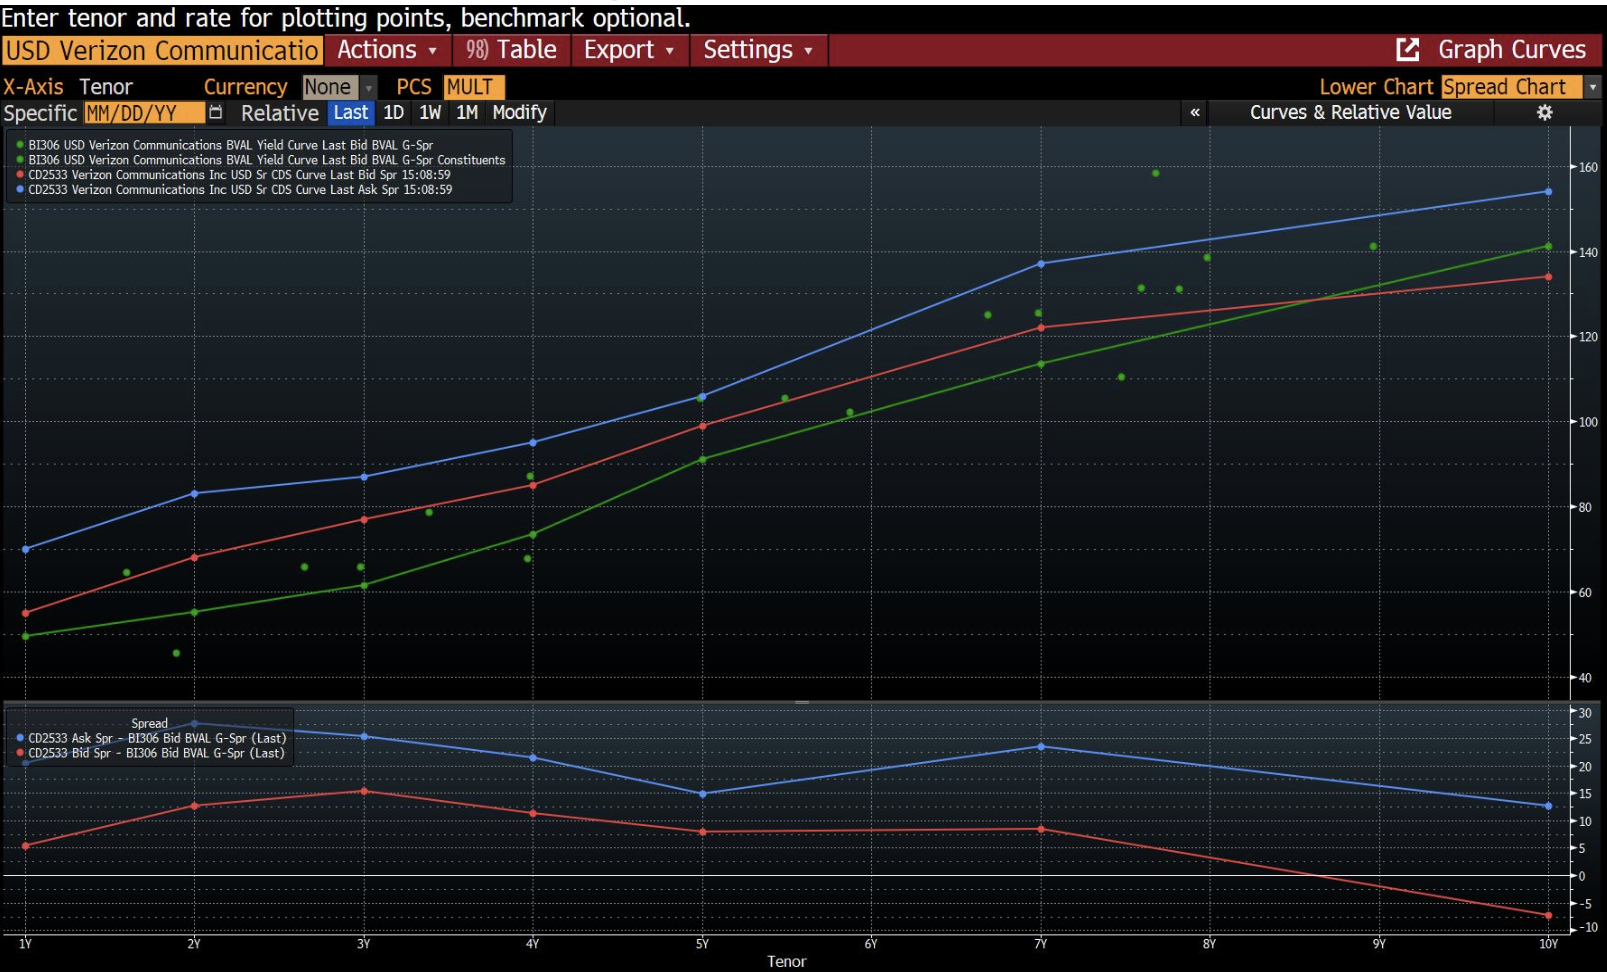 Enter tenor and rate for plotting points, benchmark optional.
USD Verizon Communicatio Actions 98) Table Export Settings Graph Curves
X-Axis Tenor Currency None PCS MULT Lower Chart Spread Chart
Specific MM/DD/YY Relative Last 1D 1W 1M Modify « Curves & Relative Value
BI306 USD Verizon Communications BVAL Yield Curve Last Bid BVAL G-Spr
BI306 USD Verizon Communications BVAL Yield Curve Last Bid BVAL G-Spr Constituents
CD2533 Verizon Communications Inc USD Sr CDS Curve Last Bid Spr 15:08:59
CD2533 Verizon Communications Inc USD Sr CDS Curve Last Ask Spr 15:08:59
160
140
120
100
80
60
40
Spread
CD2533 Ask Spr - BI306 Bid BVAL G-Spr (Last)
CD2533 Bid Spr - BI306 Bid BVAL G-Spr (Last)
30
25
20
15
10
5
0
-5
-10
1Y 2Y 3Y 4Y 5Y 6Y 7Y 8Y 9Y 10Y
Tenor